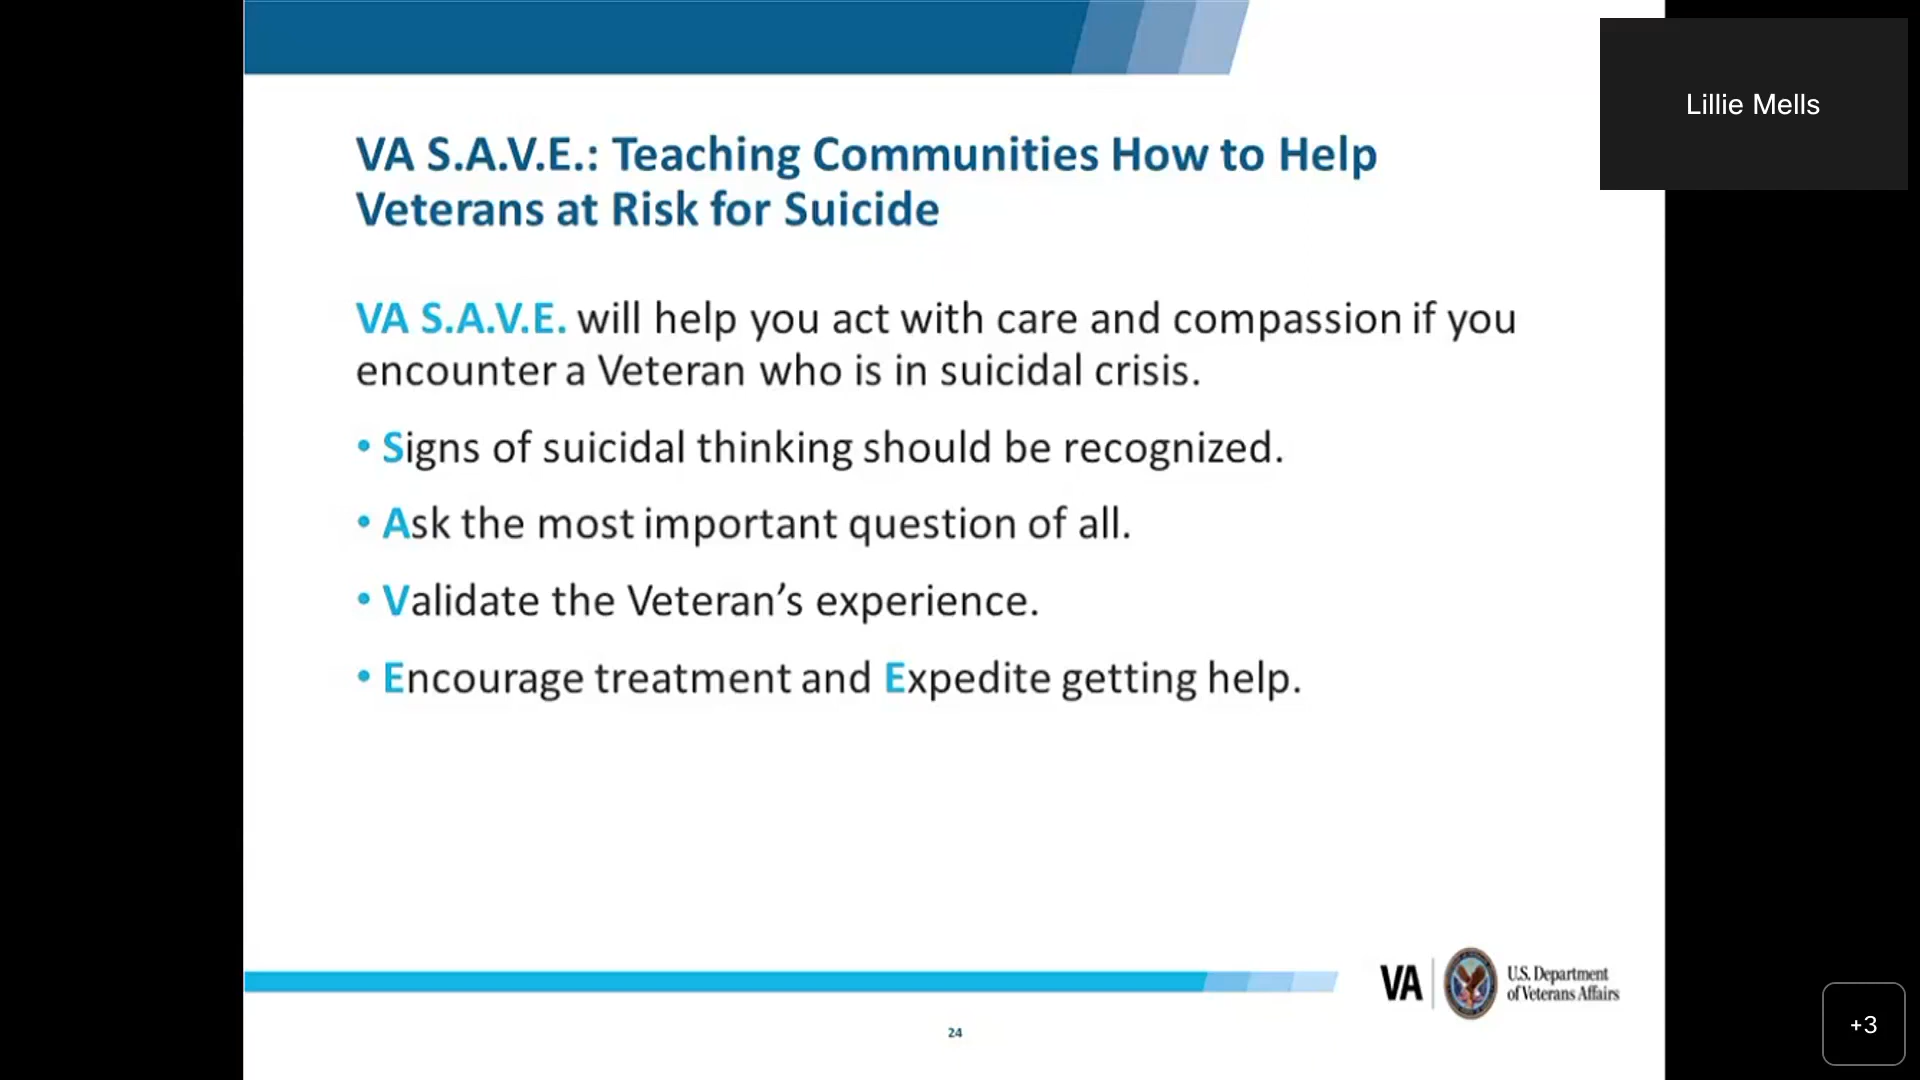 Lillie Mells
VA S.A.V.E.: Teaching Communities How to Help
Veterans at Risk for Suicide
VA S.A.V.E. will help you act with care and compassion if you
encounter a Veteran who is in suicidal crisis.
• Signs of suicidal thinking should be recognized.
• Ask the most important question of all.
• Validate the Veteran’s experience.
• Encourage treatment and Expedite getting help.
VA
U.S. Department
of Veterans Affairs
24
+3